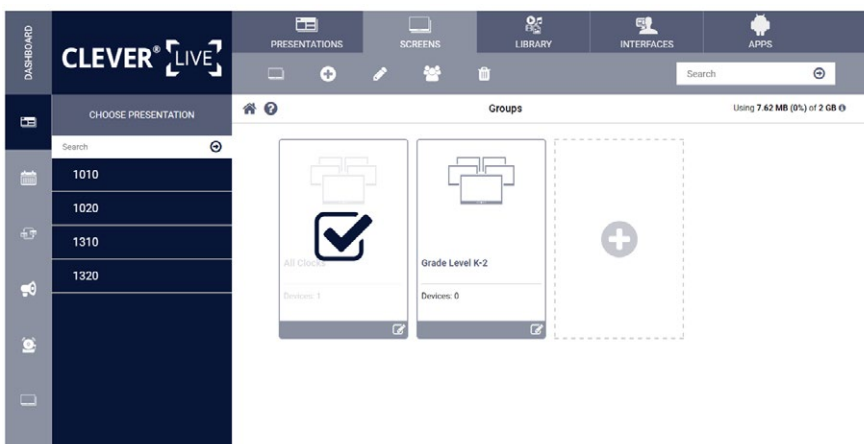 DASHBOARD
CLEVER® LIVE
PRESENTATIONS
SCREENS
LIBRARY
INTERFACES
APPS
Search
CHOOSE PRESENTATION
Groups
Using 7.62 MB (0%) of 2 GB
Search
1010
1020
1310
1320
All Clocks
Devices: 1
Grade Level K-2
Devices: 0